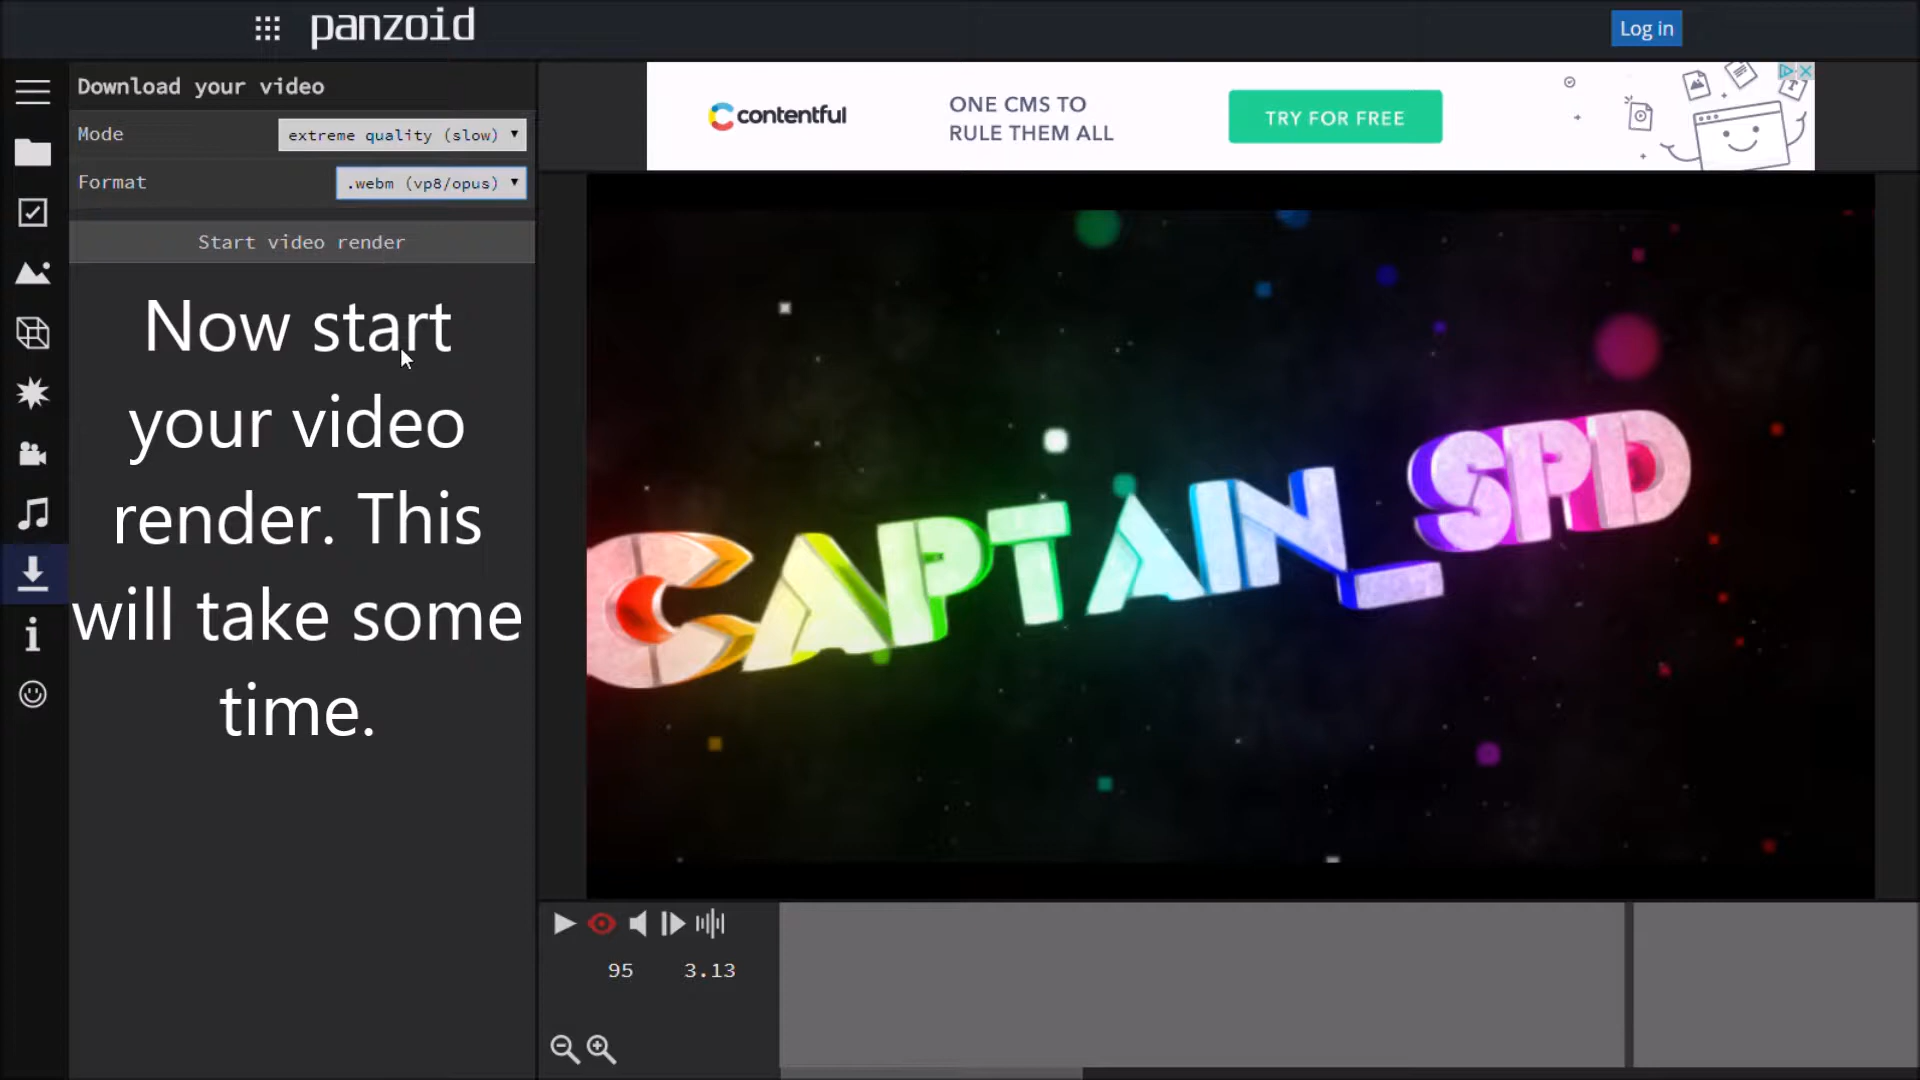 panzoid
Log in
Download your video
Mode
extreme quality (slow)
Format
.webm (vp8/opus)
Start video render
Now start
your video
render. This
will take some
time.
contentful
ONE CMS TO
RULE THEM ALL
TRY FOR FREE
CAPTAIN_SPD
95 3.13